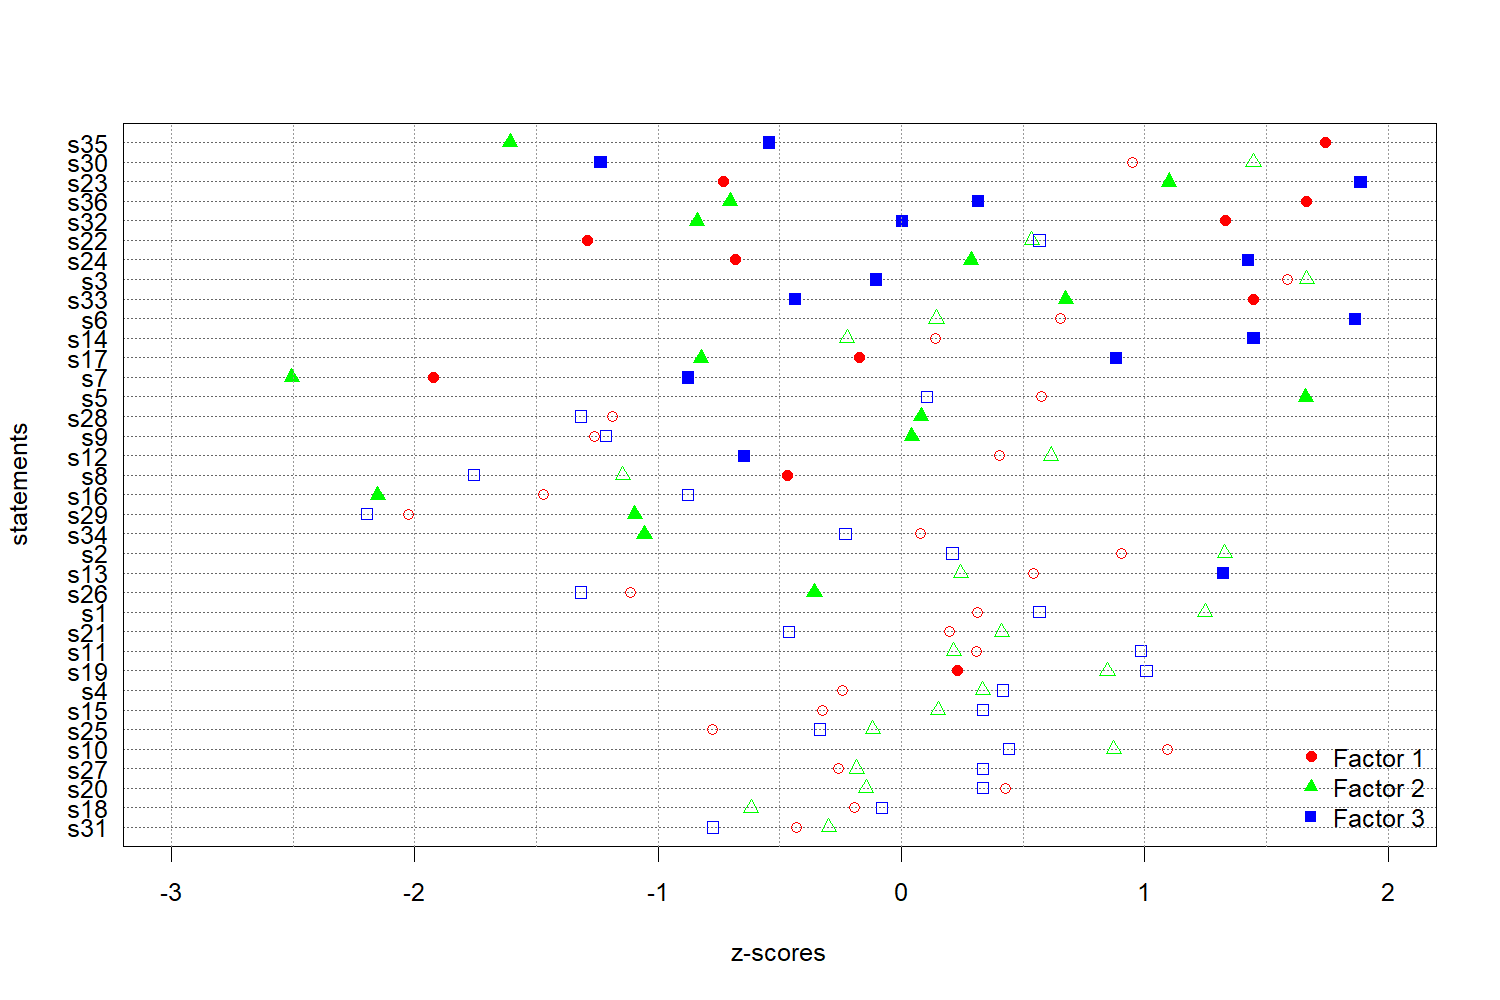 s35
s30
s23
s36
s32
s22
s24
s3
s33
s6
s14
s17
s7
s5
s28
s9
s12
s8
s16
s29
s34
s2
s13
s26
s1
s21
s11
s19
s4
s15
s25
s10
s27
s20
s18
s31
statements
Factor 1
Factor 2
Factor 3
-3 -2 -1 0 1 2
z-scores